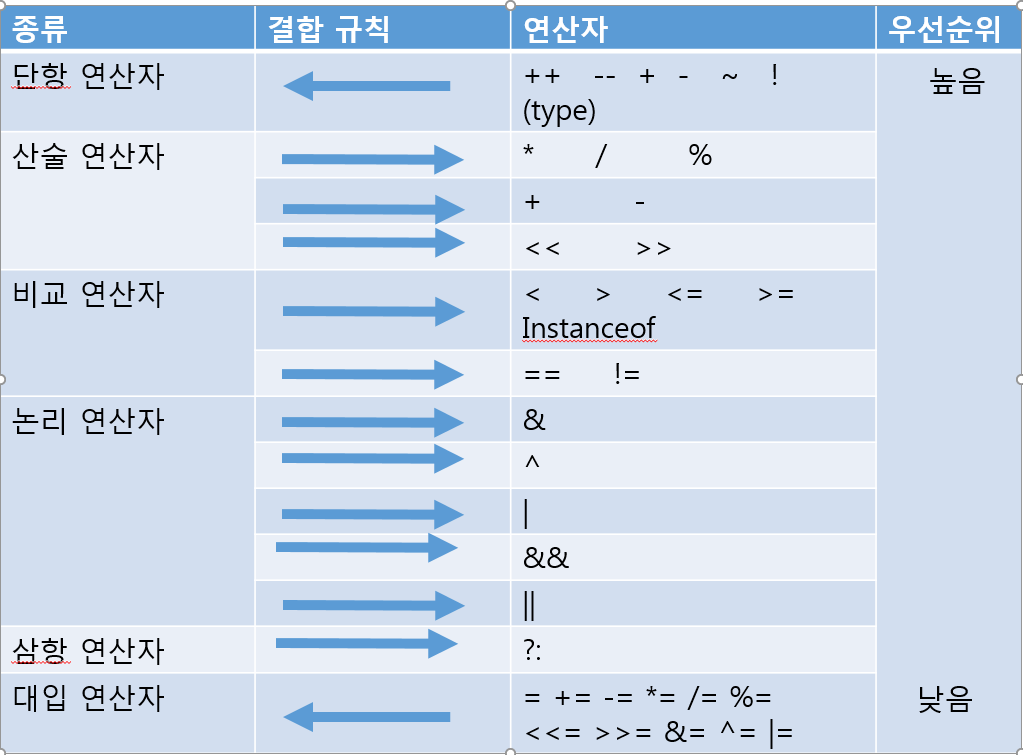 종류 결합 규칙 연산자 우선순위
단항 연산자 ++ -- + - ~ ! 높음
(type)
산술 연산자 * / %
+ -
<< >>
비교 연산자 < > <= >=
Instanceof
== !=
논리 연산자 &
^
|
&&
||
삼항 연산자 ?:
대입 연산자 = += -= *= /= %= 낮음
<<= >>= &= ^= |=